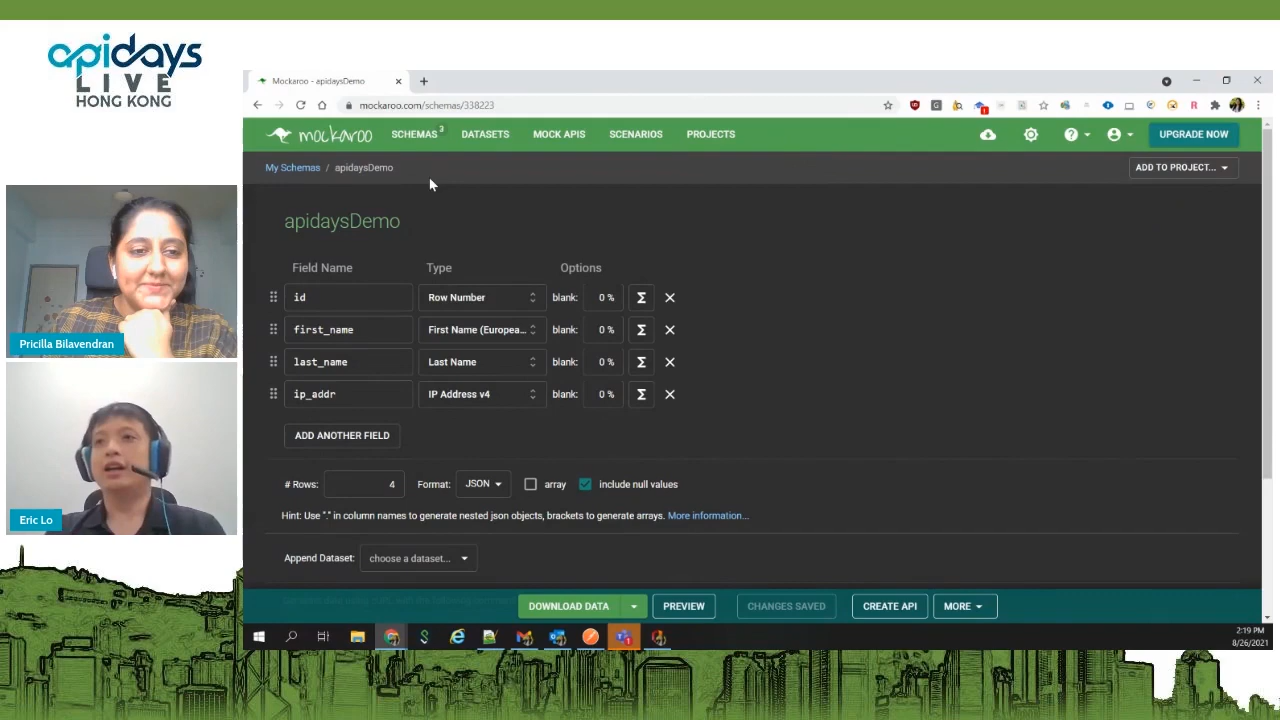 apidays
LIVE
HONG KONG
Mockaroo - apidaysDemo
mockaroo.com/schemas/338223
mockaroo
SCHEMAS 3
DATASETS
MOCK APIS
SCENARIOS
PROJECTS
UPGRADE NOW
My Schemas / apidaysDemo
ADD TO PROJECT...
apidaysDemo
Field Name Type Options
id Row Number blank: 0 % Σ
first_name First Name (Europea... blank: 0 % Σ
last_name Last Name blank: 0 % Σ
ip_addr IP Address v4 blank: 0 % Σ
ADD ANOTHER FIELD
# Rows: 4 Format: JSON array include null values
Hint: Use "." in column names to generate nested json objects, brackets to generate arrays. More information...
Append Dataset: choose a dataset...
DOWNLOAD DATA PREVIEW CHANGES SAVED CREATE API MORE
2:19 PM
8/26/2021
Pricilla Bilavendran
Eric Lo